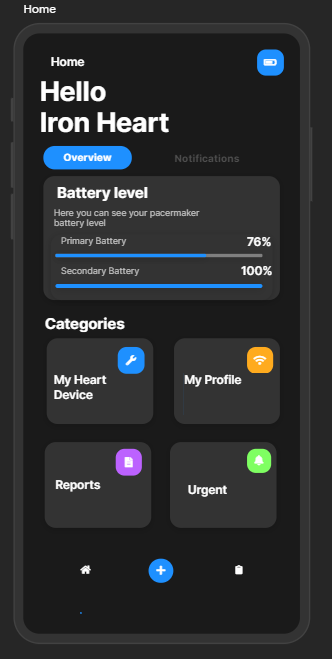 Home
Home
Hello
Iron Heart
Overview
Notifications
Battery level
Here you can see your pacemaker
battery level
Primary Battery 76%
Secondary Battery 100%
Categories
My Heart
Device
My Profile
Reports
Urgent